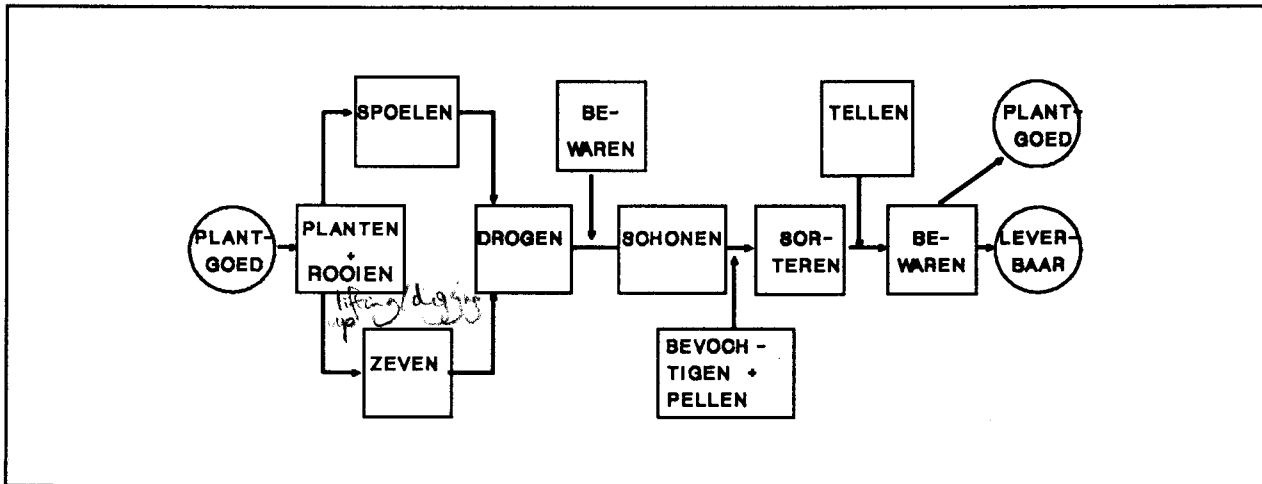 SPOELEN
BE-
WAREN
TELLEN
PLANT-
GOED
PLANT-
GOED
PLANTEN
+
ROOIEN
lifting/digging
up
DROGEN
SCHONEN
SOR-
TEREN
BE-
WAREN
LEVER-
BAAR
ZEVEN
BEVOCH-
TIGEN +
PELLEN